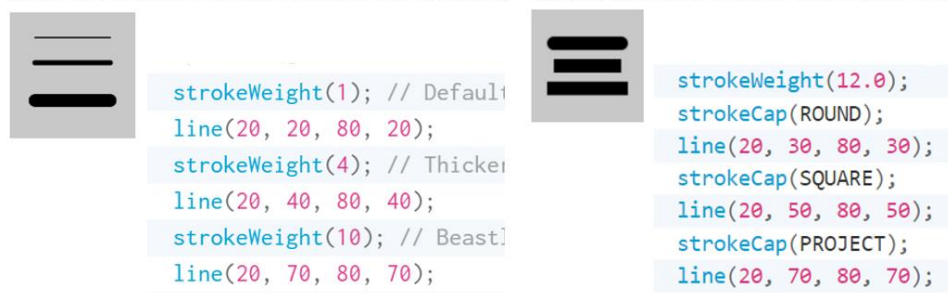 strokeWeight(1); // Default
line(20, 20, 80, 20);
strokeWeight(4); // Thicker
line(20, 40, 80, 40);
strokeWeight(10); //
line(20, 70, 80, 70);
strokeWeight(12.0);
strokeCap(ROUND);
line(20, 30, 80, 30);
strokeCap(SQUARE);
line(20, 50, 80, 50);
strokeCap(PROJECT);
line(20, 70, 80, 70);